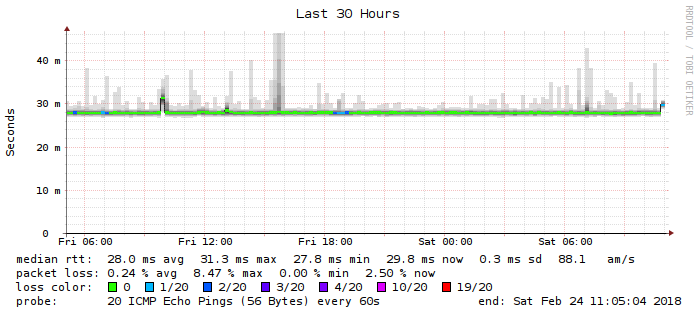 Last 30 Hours
RRDTOOL / TOBI OETIKER
Seconds
40 m
30 m
20 m
10 m
0
Fri 06:00 Fri 12:00 Fri 18:00 Sat 00:00 Sat 06:00
median rtt: 28.0 ms avg 31.3 ms max 27.8 ms min 29.8 ms now 0.3 ms sd 88.1 am/s
packet loss: 0.24 % avg 8.47 % max 0.00 % min 2.50 % now
loss color: 0 1/20 2/20 3/20 4/20 10/20 19/20
probe: 20 ICMP Echo Pings (56 Bytes) every 60s end: Sat Feb 24 11:05:04 2018